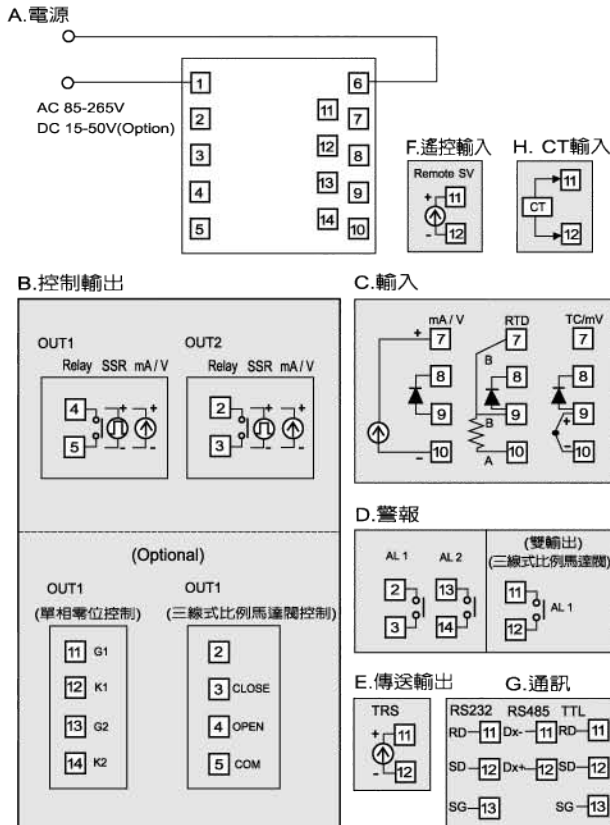 A.電源
AC 85-265V
DC 15-50V(Option)
1
2
3
4
5
11
12
13
14
6
7
8
9
10
F.遙控輸入
Remote SV
+ 11
- 12
H. CT輸入
CT
11
12
B.控制輸出
OUT1
Relay SSR mA / V
4 + +
5 - -
OUT2
Relay SSR mA / V
2 + +
3 - -
(Optional)
OUT1
(單相零位控制)
11 G1
12 K1
13 G2
14 K2
OUT1
(三線式比例馬達閥控制)
2
3 CLOSE
4 OPEN
5 COM
C.輸入
mA / V
+ 7
8
9
- 10
RTD
7
B
8
9
B
A 10
TC/mV
7
8
9
+
- 10
D.警報
AL 1
2
3
AL 2
13
14
(雙輸出)
(三線式比例馬達閥)
11
12
AL 1
E.傳送輸出
TRS
+ 11
- 12
G.通訊
RS232 RS485 TTL
RD 11 Dx- 11 RD 11
SD 12 Dx+ 12 SD 12
SG 13 SG 13